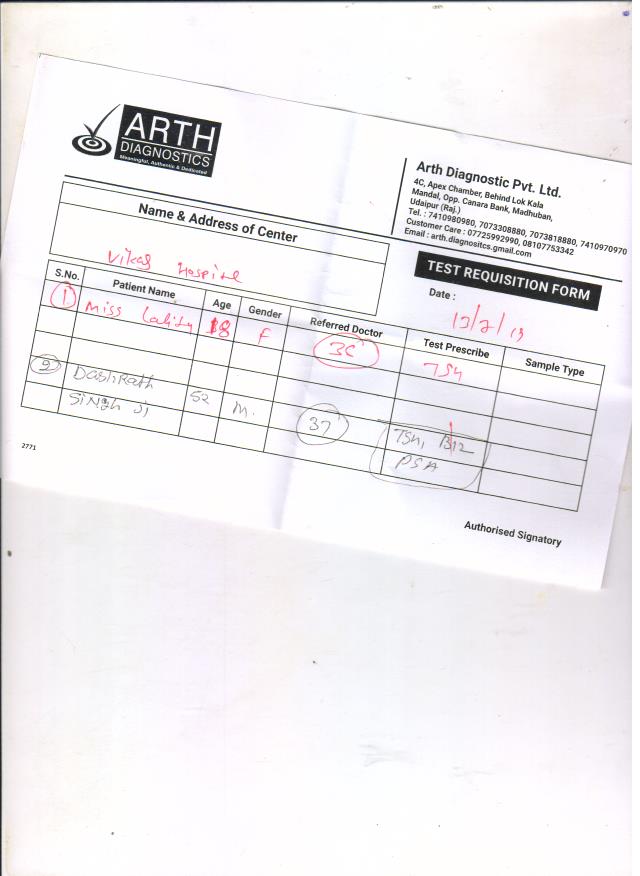 ARTH
DIAGNOSTICS
Meaningful, Authentic & Dedicated
Arth Diagnostic Pvt. Ltd.
4C, Apex Chamber, Behind Lok Kala
Mandal, Opp. Canara Bank, Madhuban,
Udaipur (Raj.)
Tel. : 7410980980, 7073308880, 7073818880, 7410970970
Customer Care : 07725992990, 08107753342
Email : arth.diagnositcs.gmail.com
Name & Address of Center
Vikas Hospital
TEST REQUISITION FORM
Date : 13/2/19
S.No. Patient Name Age Gender Referred Doctor Test Prescribe Sample Type
1 Miss 18 F TSH
2 Dashrath
Singh Ji 52 M. 37 TSH, B12
PSA
2771
Authorised Signatory